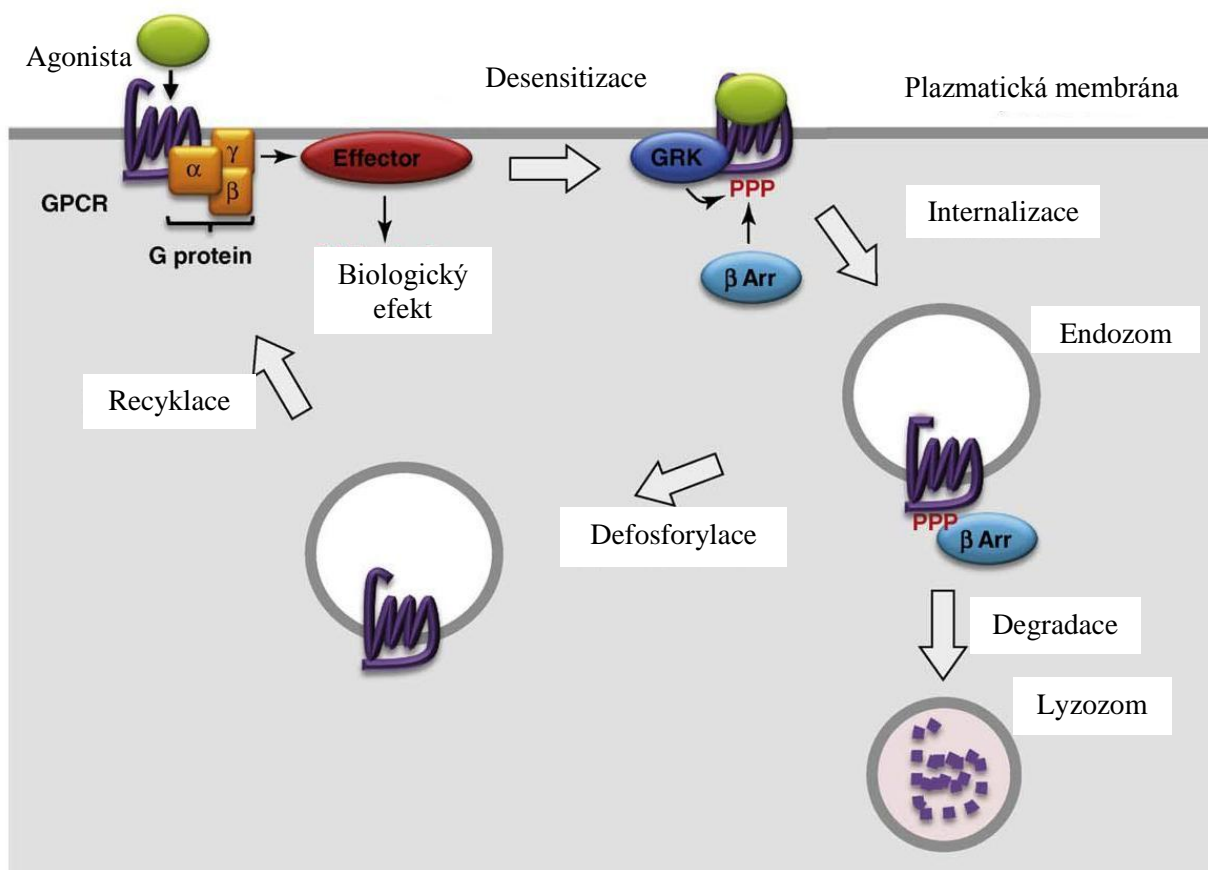 Agonista
Desensitizace
Plazmatická membrána
α
γ
β
Effector
GRK
PPP
GPCR
G protein
Internalizace
Biologický
efekt
β Arr
Endozom
Recyklace
PPP
β Arr
Defosforylace
Degradace
Lyzozom